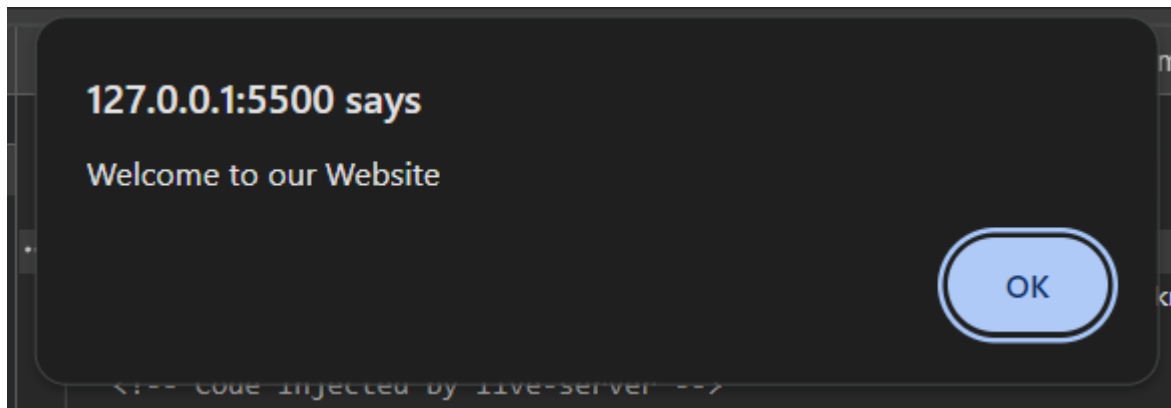 127.0.0.1:5500 says
Welcome to our Website
OK
<!-- Code injected by live-server -->